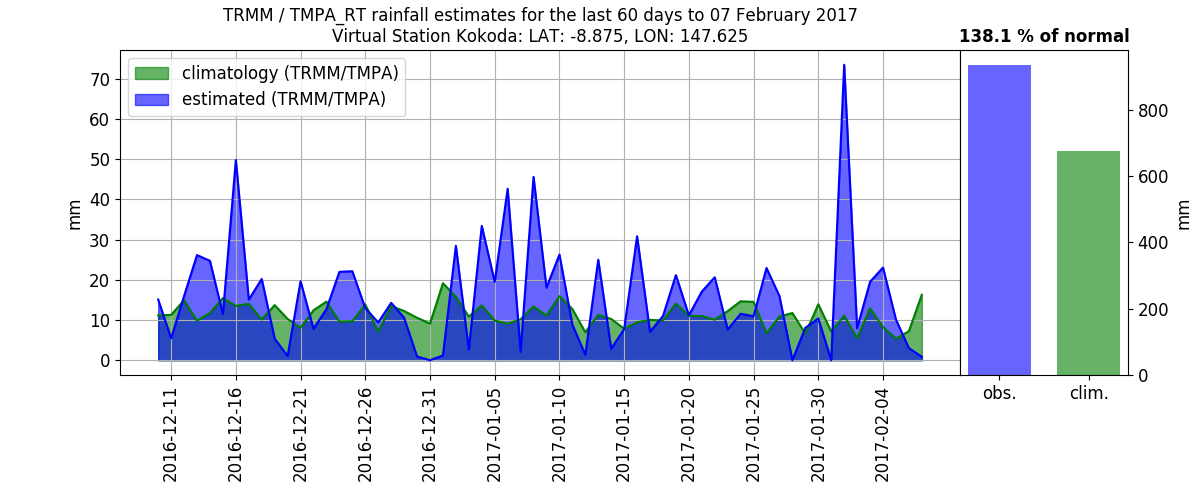 TRMM / TMPA_RT rainfall estimates for the last 60 days to 07 February 2017
Virtual Station Kokoda: LAT: -8.875, LON: 147.625
138.1 % of normal
climatology (TRMM/TMPA)
estimated (TRMM/TMPA)
mm
70
60
50
40
30
20
10
0
2016-12-11
2016-12-16
2016-12-21
2016-12-26
2016-12-31
2017-01-05
2017-01-10
2017-01-15
2017-01-20
2017-01-25
2017-01-30
2017-02-04
800
600
400
200
0
mm
obs.
clim.